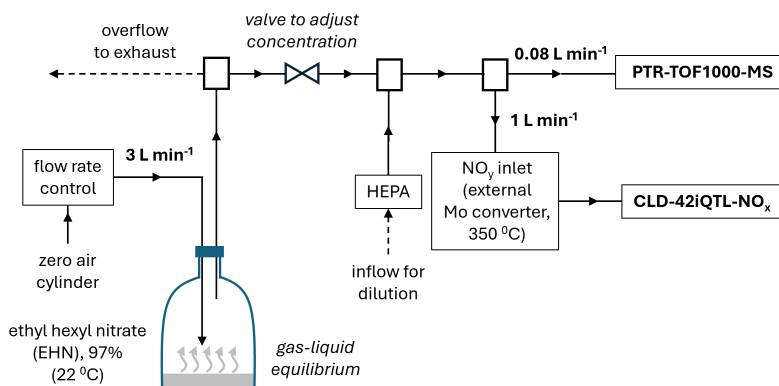 overflow
to exhaust
valve to adjust
concentration
0.08 L min⁻¹
PTR-TOF1000-MS
1 L min⁻¹
3 L min⁻¹
flow rate
control
HEPA
NOᵧ inlet
(external
Mo converter,
350 ⁰C)
CLD-42iQTL-NOₓ
zero air
cylinder
inflow for
dilution
ethyl hexyl nitrate
(EHN), 97%
(22 ⁰C)
gas-liquid
equilibrium